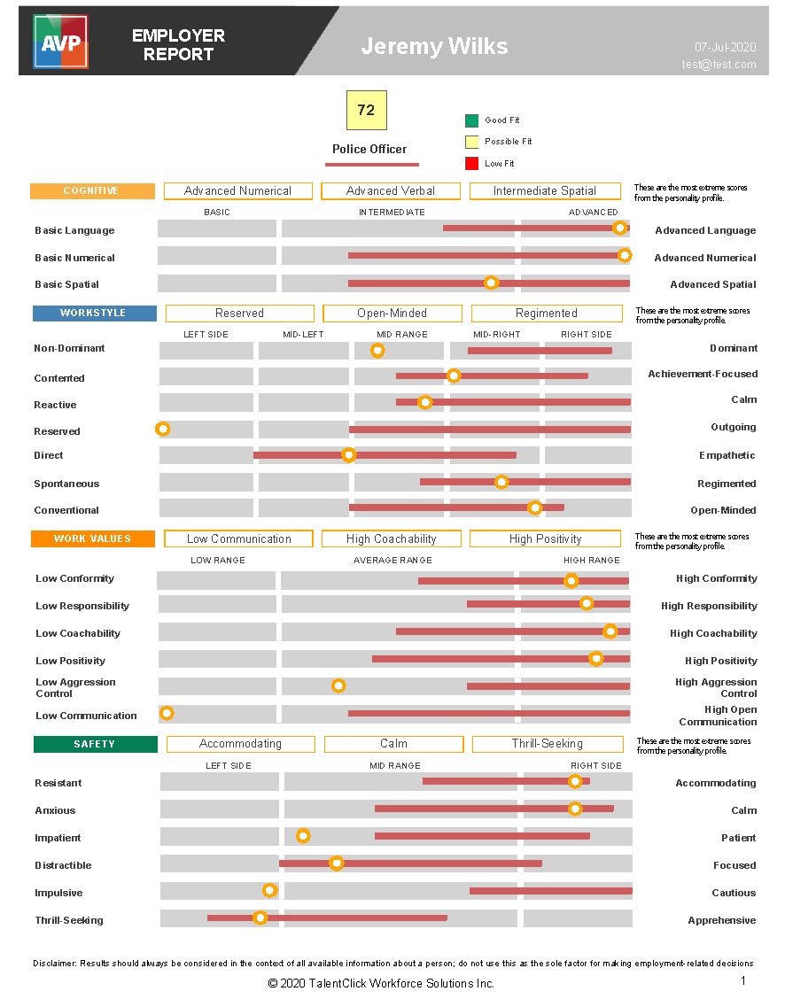 AVP
EMPLOYER
REPORT
Jeremy Wilks
07-Jul-2020
test@test.com
72
Police Officer
Good Fit
Possible Fit
Low Fit
COGNITIVE
Advanced Numerical
Advanced Verbal
Intermediate Spatial
These are the most extreme scores
from the personality profile.
BASIC
INTERMEDIATE
ADVANCED
Basic Language
Advanced Language
Basic Numerical
Advanced Numerical
Basic Spatial
Advanced Spatial
WORKSTYLE
Reserved
Open-Minded
Regimented
These are the most extreme scores
from the personality profile.
LEFT SIDE
MID-LEFT
MID RANGE
MID-RIGHT
RIGHT SIDE
Non-Dominant
Dominant
Contented
Achievement-Focused
Reactive
Calm
Reserved
Outgoing
Direct
Empathetic
Spontaneous
Regimented
Conventional
Open-Minded
WORK VALUES
Low Communication
High Coachability
High Positivity
These are the most extreme scores
from the personality profile.
LOW RANGE
AVERAGE RANGE
HIGH RANGE
Low Conformity
High Conformity
Low Responsibility
High Responsibility
Low Coachability
High Coachability
Low Positivity
High Positivity
Low Aggression
Control
High Aggression
Control
Low Communication
High Open
Communication
SAFETY
Accommodating
Calm
Thrill-Seeking
These are the most extreme scores
from the personality profile.
LEFT SIDE
MID RANGE
RIGHT SIDE
Resistant
Accommodating
Anxious
Calm
Impatient
Patient
Distractible
Focused
Impulsive
Cautious
Thrill-Seeking
Apprehensive
Disclaimer: Results should always be considered in the context of all available information about a person; do not use this as the sole factor for making employment-related decisions
© 2020 TalentClick Workforce Solutions Inc.
1